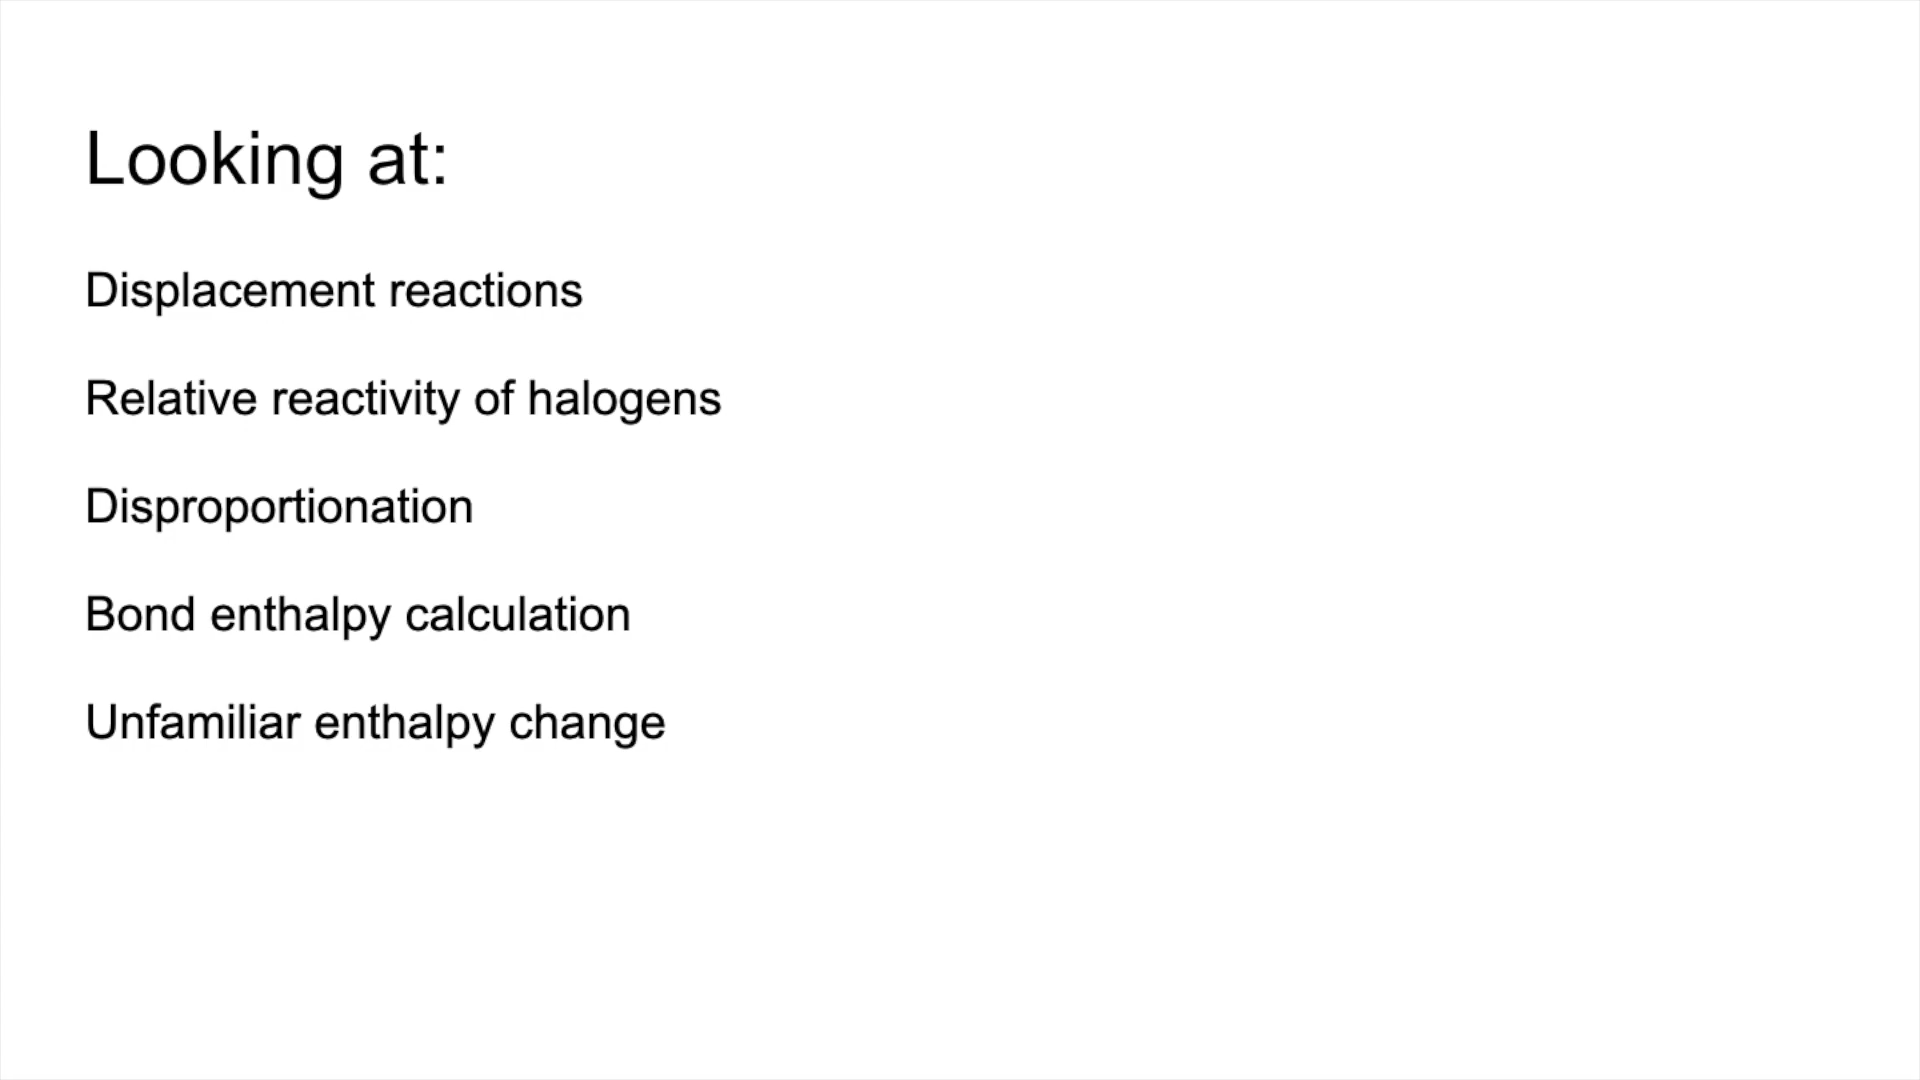 Looking at:
Displacement reactions
Relative reactivity of halogens
Disproportionation
Bond enthalpy calculation
Unfamiliar enthalpy change